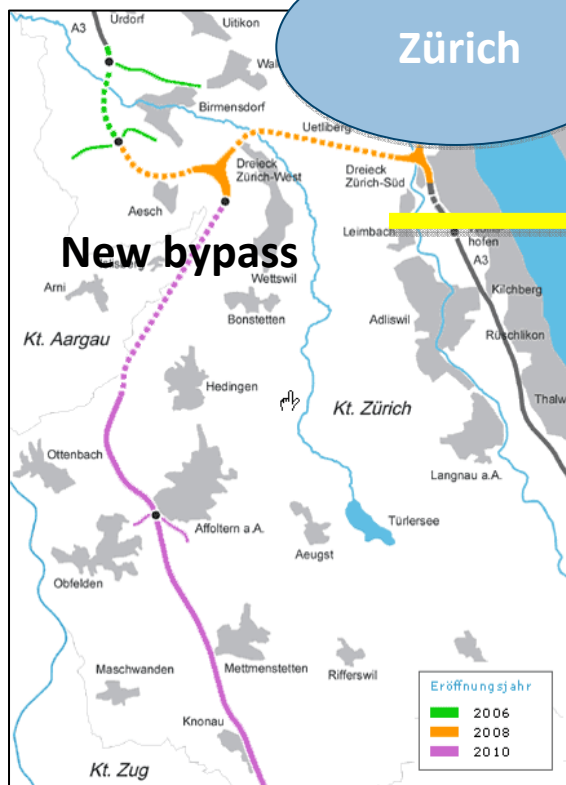 Urdorf
A3
Uitikon
Zürich
Birmensdorf
Uetliberg
Dreieck
Zürich-West
Dreieck
Zürich-Süd
Aesch
Leimbach
hofen
New bypass
A3
Wettswil
Kilchberg
Arni
Bonstetten
Adliswil
Rüschlikon
Kt. Aargau
Hedingen
Kt. Zürich
Thalw
Ottenbach
Langnau a.A.
Affoltern a.A.
Türlersee
Aeugst
Obfelden
Mettmenstetten
Rifferswil
Maschwanden
Knonau
Kt. Zug
Eröffnungsjahr
2006
2008
2010